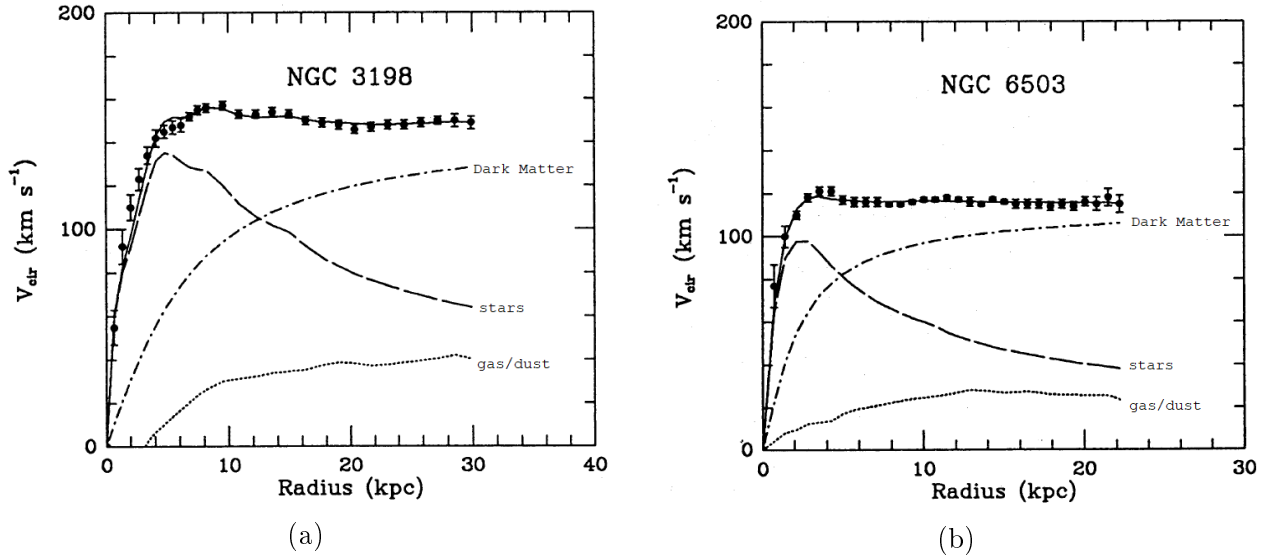 200
NGC 3198
V_cir (km s⁻¹)
Dark Matter
100
stars
gas/dust
0
0 10 20 30 40
Radius (kpc)
(a)
200
NGC 6503
V_cir (km s⁻¹)
Dark Matter
100
stars
gas/dust
0
0 10 20 30
Radius (kpc)
(b)